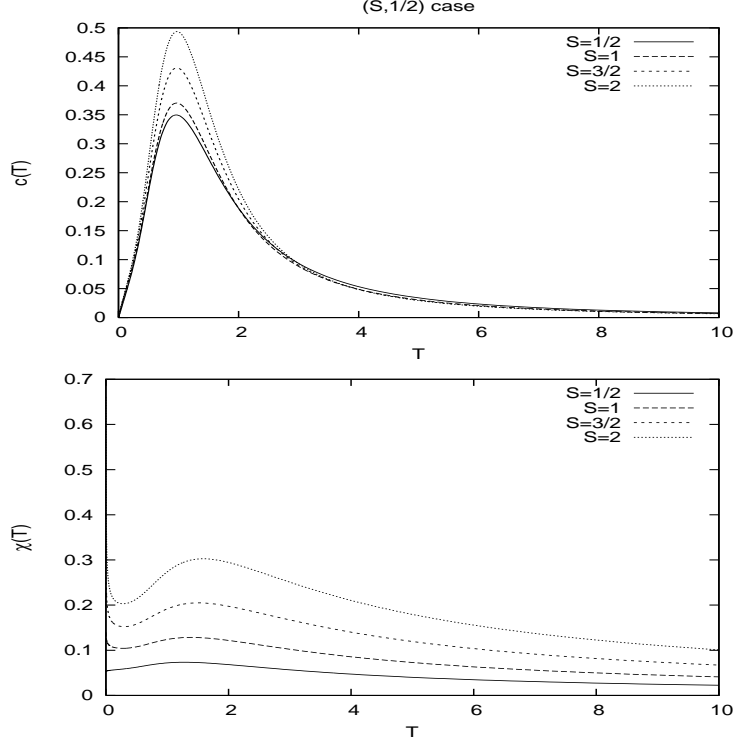 (S,1/2) case
0.5
0.45
0.4
0.35
0.3
0.25
0.2
0.15
0.1
0.05
0
c(T)
S=1/2
S=1
S=3/2
S=2
0 2 4 6 8 10
T
0.7
0.6
0.5
0.4
0.3
0.2
0.1
0
χ(T)
S=1/2
S=1
S=3/2
S=2
0 2 4 6 8 10
T